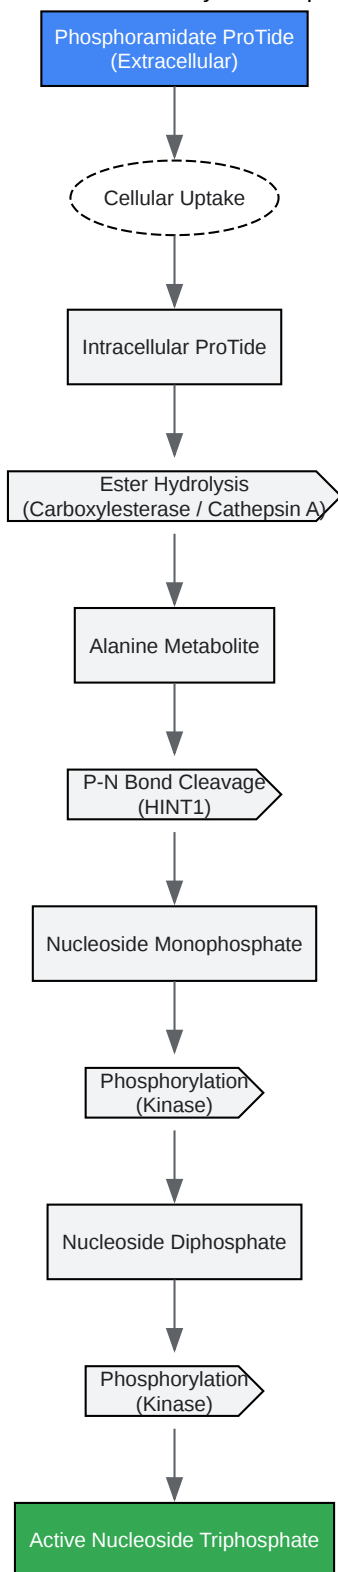 Phosphoramidate ProTide
(Extracellular)
Cellular Uptake
Intracellular ProTide
Ester Hydrolysis
(Carboxylesterase / Cathepsin A)
Alanine Metabolite
P-N Bond Cleavage
(HINT1)
Nucleoside Monophosphate
Phosphorylation
(Kinase)
Nucleoside Diphosphate
Phosphorylation
(Kinase)
Active Nucleoside Triphosphate